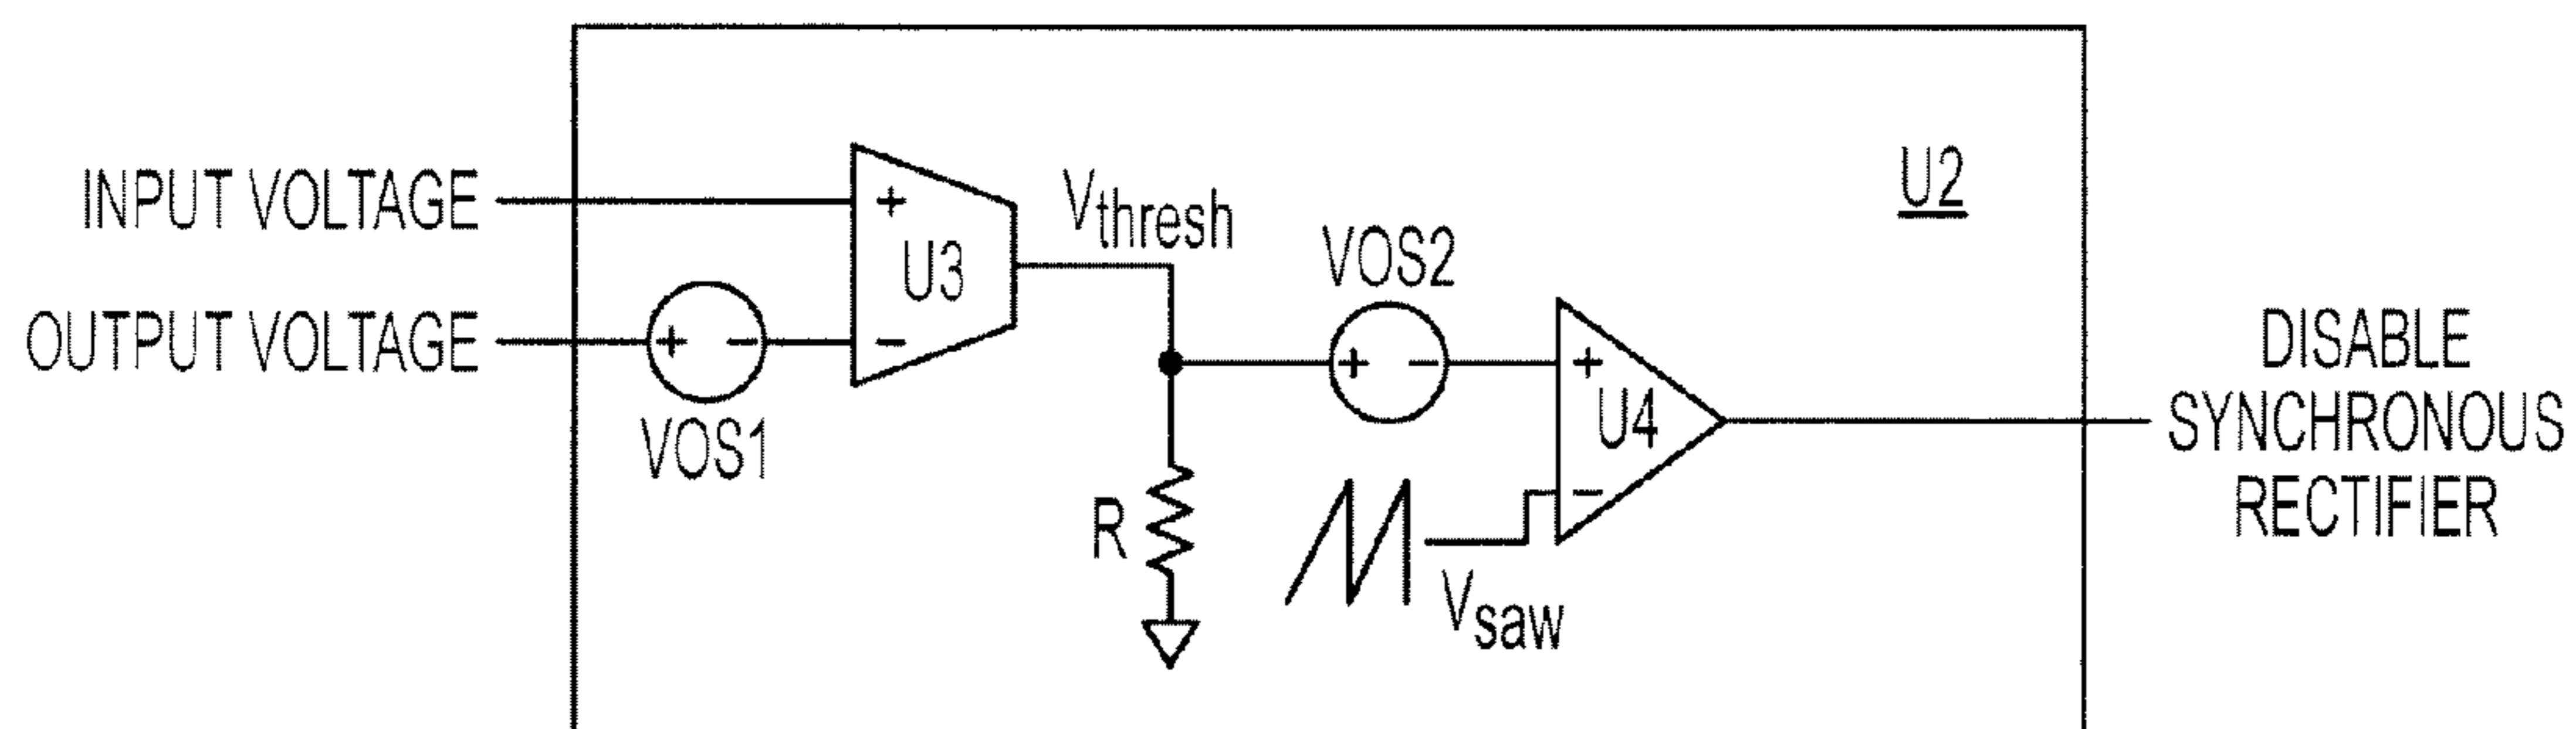 U2
INPUT VOLTAGE
+
U3
Vthresh
VOS2
OUTPUT VOLTAGE
+ −
−
VOS1
+ −
+
U4
−
R
Vsaw
DISABLE
SYNCHRONOUS
RECTIFIER